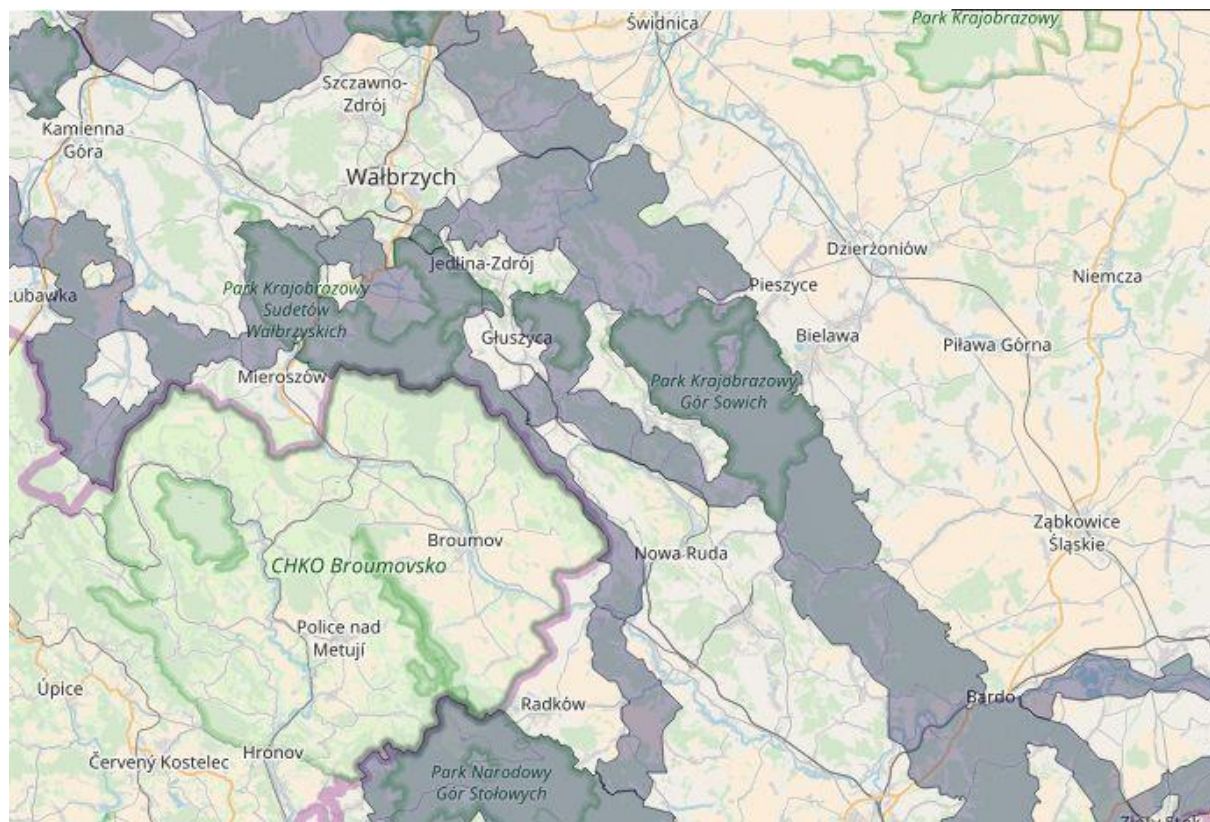 Park Krajobrazowy
Świdnica
Szczawno-
Zdrój
Kamienna
Góra
Wałbrzych
Dzierżoniów
Jedlina-Zdrój
Niemcza
Pieszyce
Lubawka
Park Krajobrazowy
Sudetów
Wałbrzyskich
Głuszyca
Bielawa
Piława Górna
Mieroszów
Park Krajobrazowy
Gór Sowich
Ząbkowice
Śląskie
Broumov
Nowa Ruda
CHKO Broumovsko
Police nad
Metují
Úpice
Bardo
Radków
Hronov
Červený Kostelec
Park Narodowy
Gór Stołowych
Złoty Stok